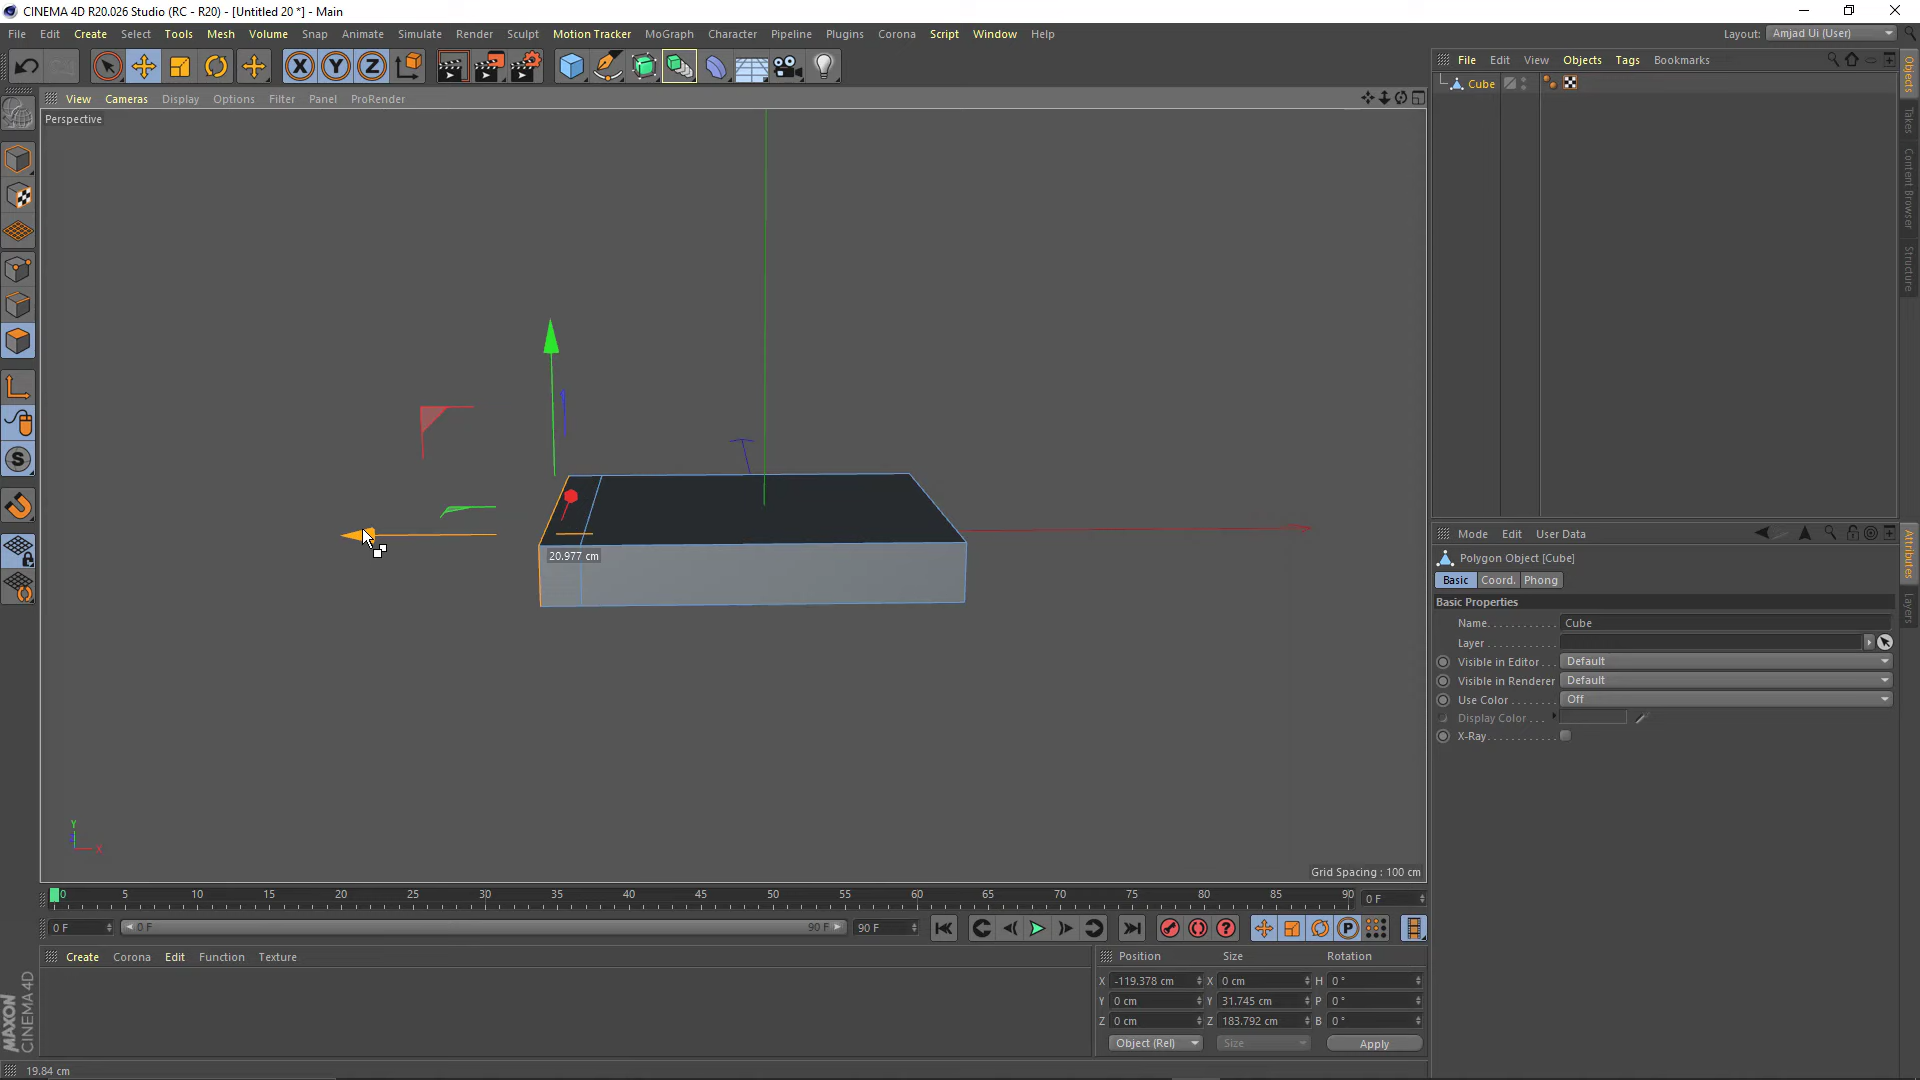 CINEMA 4D R20.026 Studio (RC - R20) - [Untitled 20 *] - Main
File Edit Create Select Tools Mesh Volume Snap Animate Simulate Render Sculpt Motion Tracker MoGraph Character Pipeline Plugins Corona Script Window Help
Layout: Amjad Ui (User)
X Y Z
File Edit View Objects Tags Bookmarks
Cube
View Cameras Display Options Filter Panel ProRender
Perspective
Objects
Takes
Content Browser
Structure
20.977 cm
Y
X
Grid Spacing : 100 cm
Mode Edit User Data
Polygon Object [Cube]
Basic Coord. Phong
Basic Properties
Name. . . . . . . . . . . Cube
Layer
Visible in Editor . . . Default
Visible in Renderer Default
Use Color . . . . . . . . Off
Display Color . . .
X-Ray. . . . . . . . . . .
Attributes
Layers
0 5 10 15 20 25 30 35 40 45 50 55 60 65 70 75 80 85 90
0 F
0 F 0 F 90 F 90 F
P
Create Corona Edit Function Texture
Position Size Rotation
X -119.378 cm X 0 cm H 0 °
Y 0 cm Y 31.745 cm P 0 °
Z 0 cm Z 183.792 cm B 0 °
Object (Rel) Size Apply
MAXON
CINEMA 4D
19.84 cm